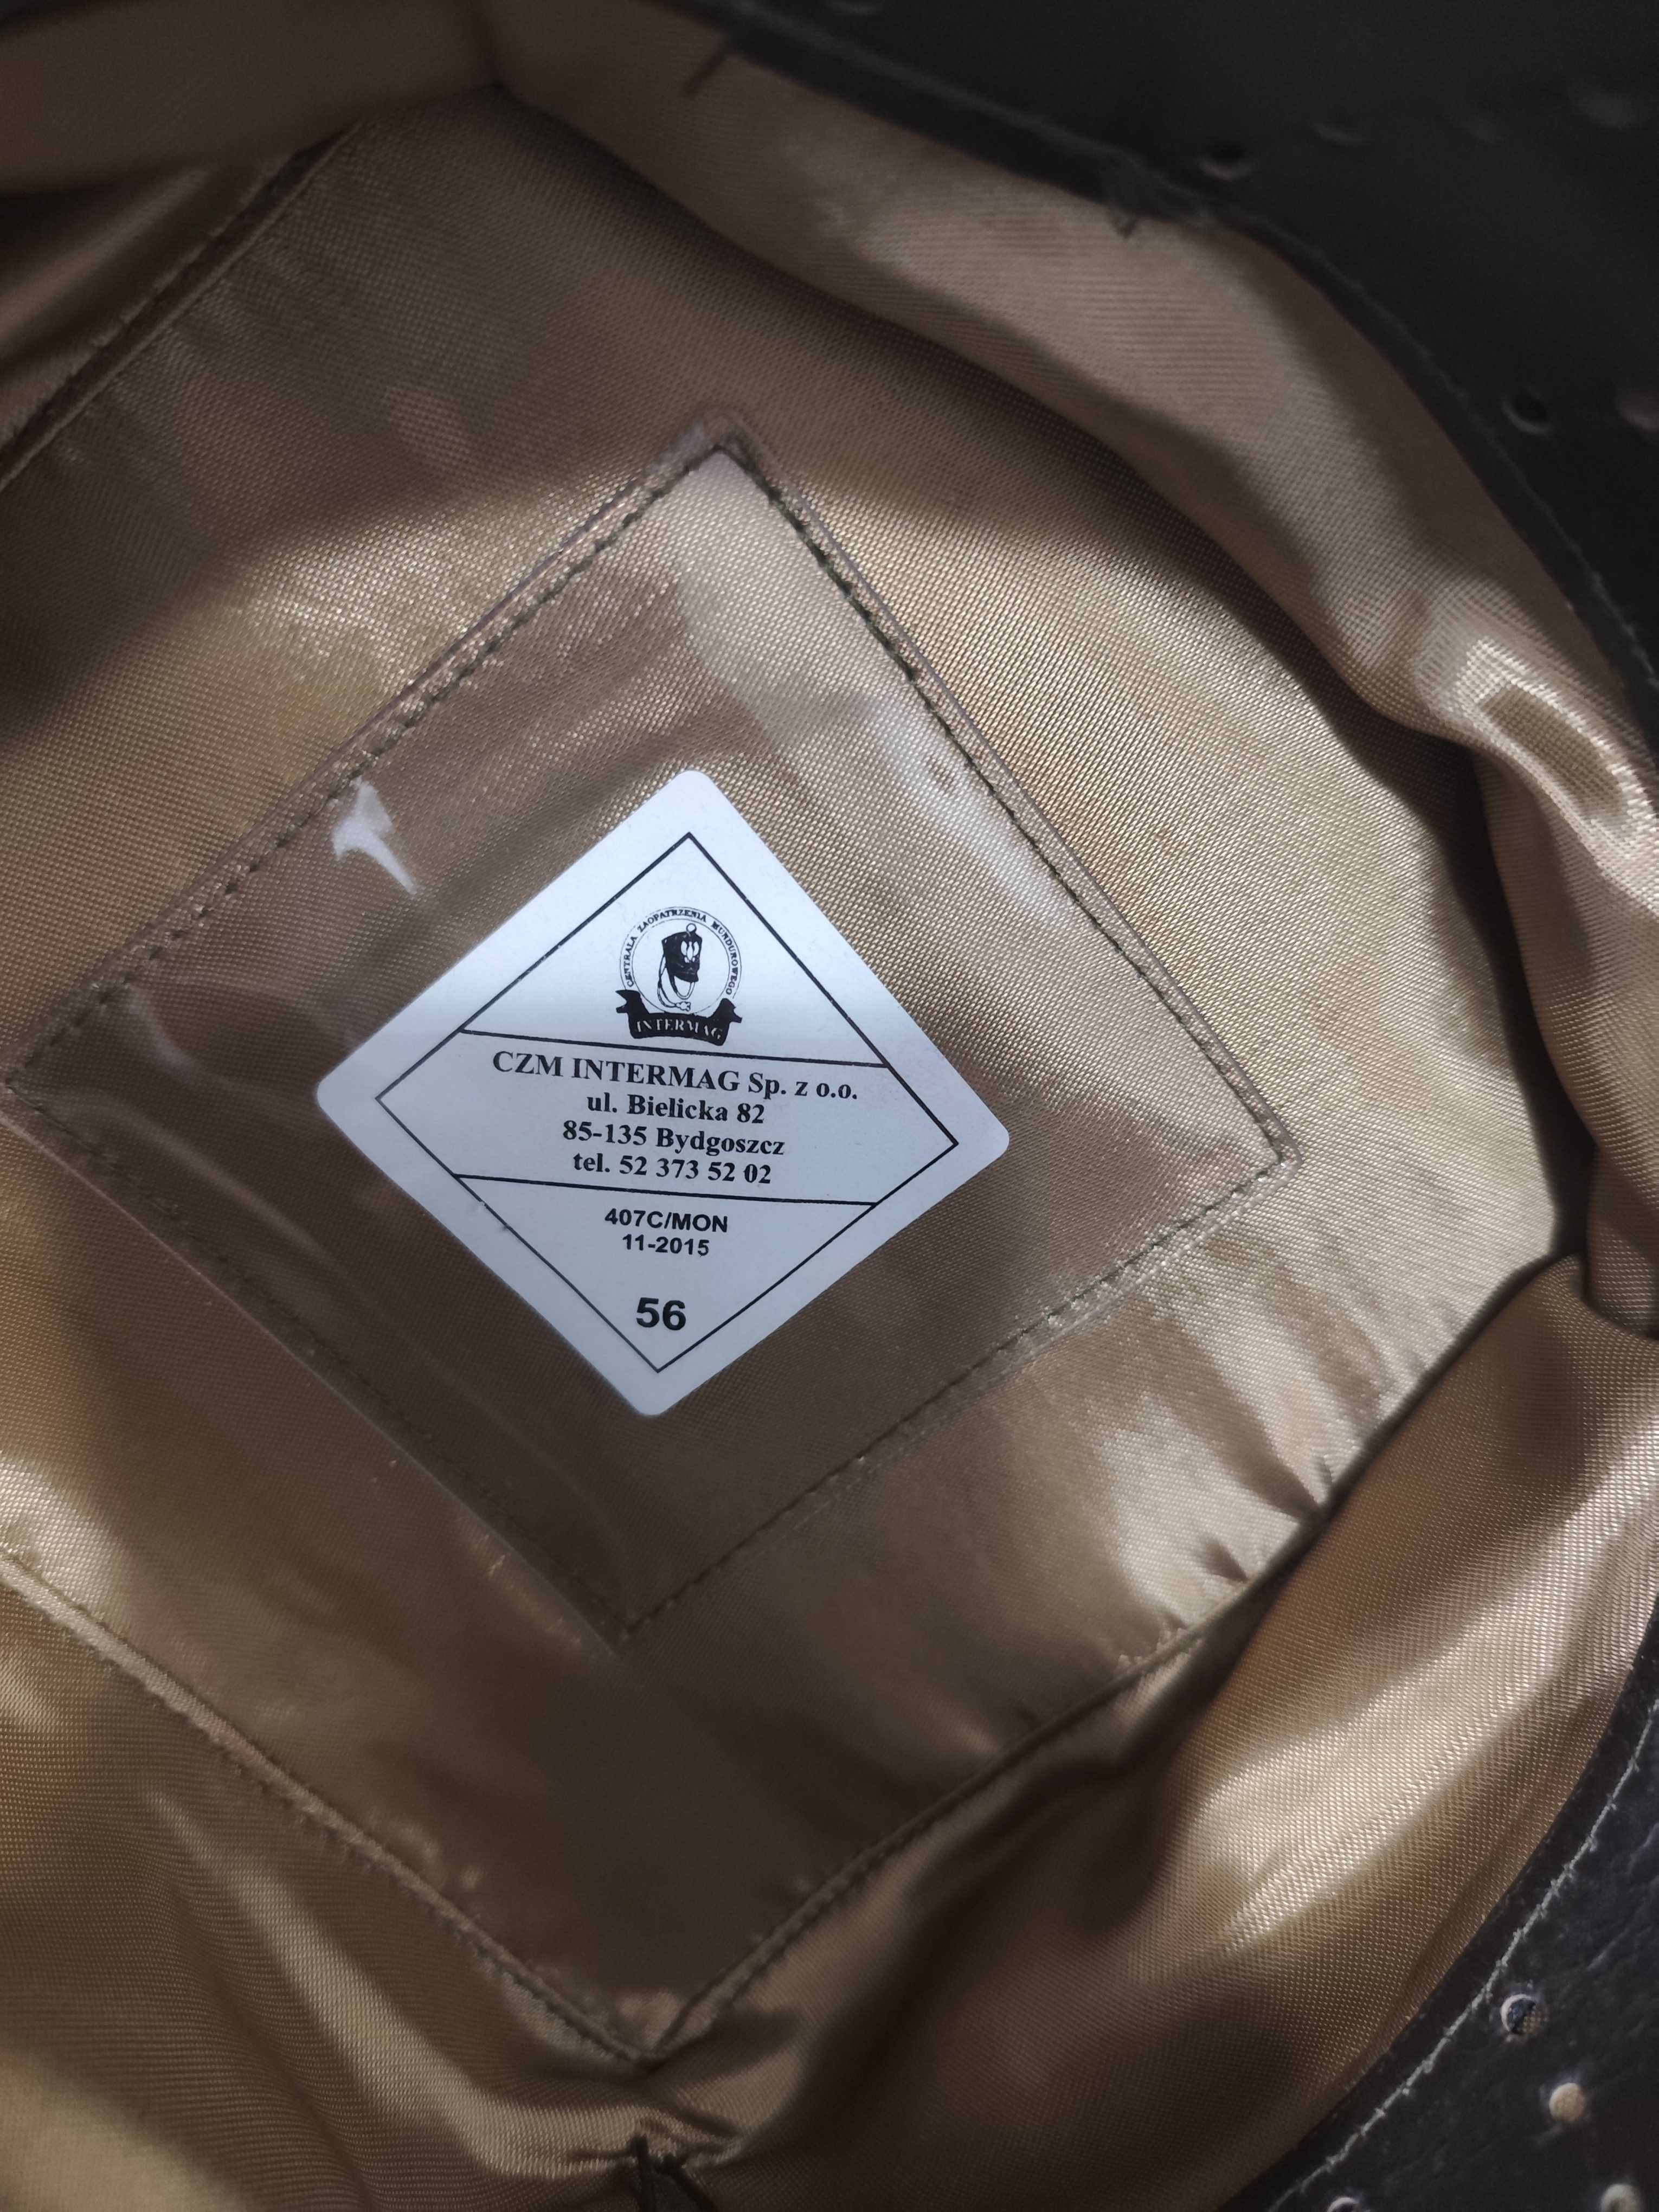 CENTRALA ZAOPATRZENIA MUNDUROWEGO
INTERMAG
CZM INTERMAG Sp. z o.o.
ul. Bielicka 82
85-135 Bydgoszcz
tel. 52 373 52 02
407C/MON
11-2015
56